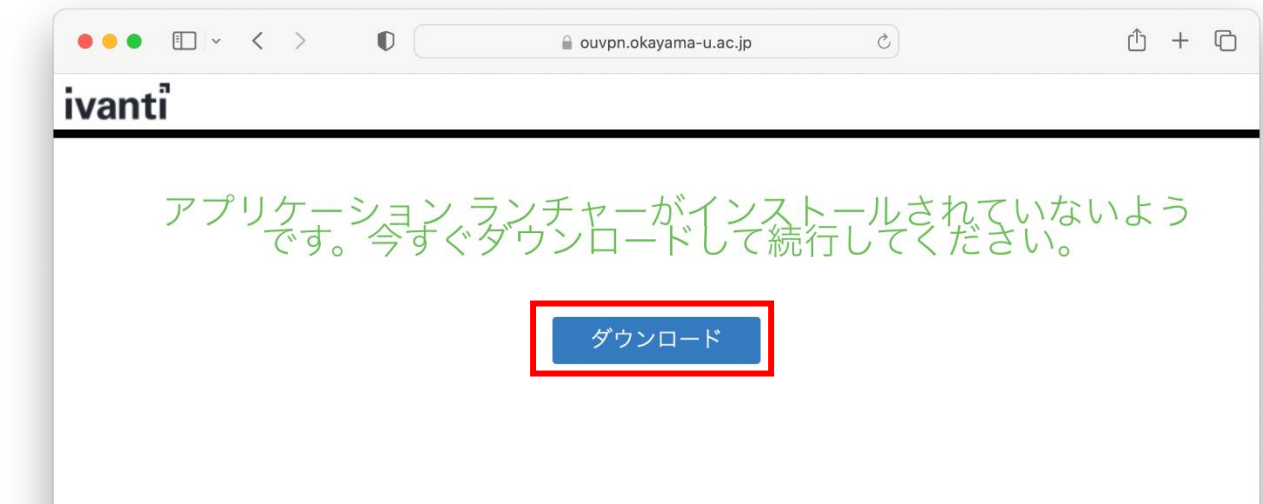 ouvpn.okayama-u.ac.jp
ivanti
アプリケーション ランチャーがインストールされていないよう
です。今すぐダウンロードして続行してください。
ダウンロード